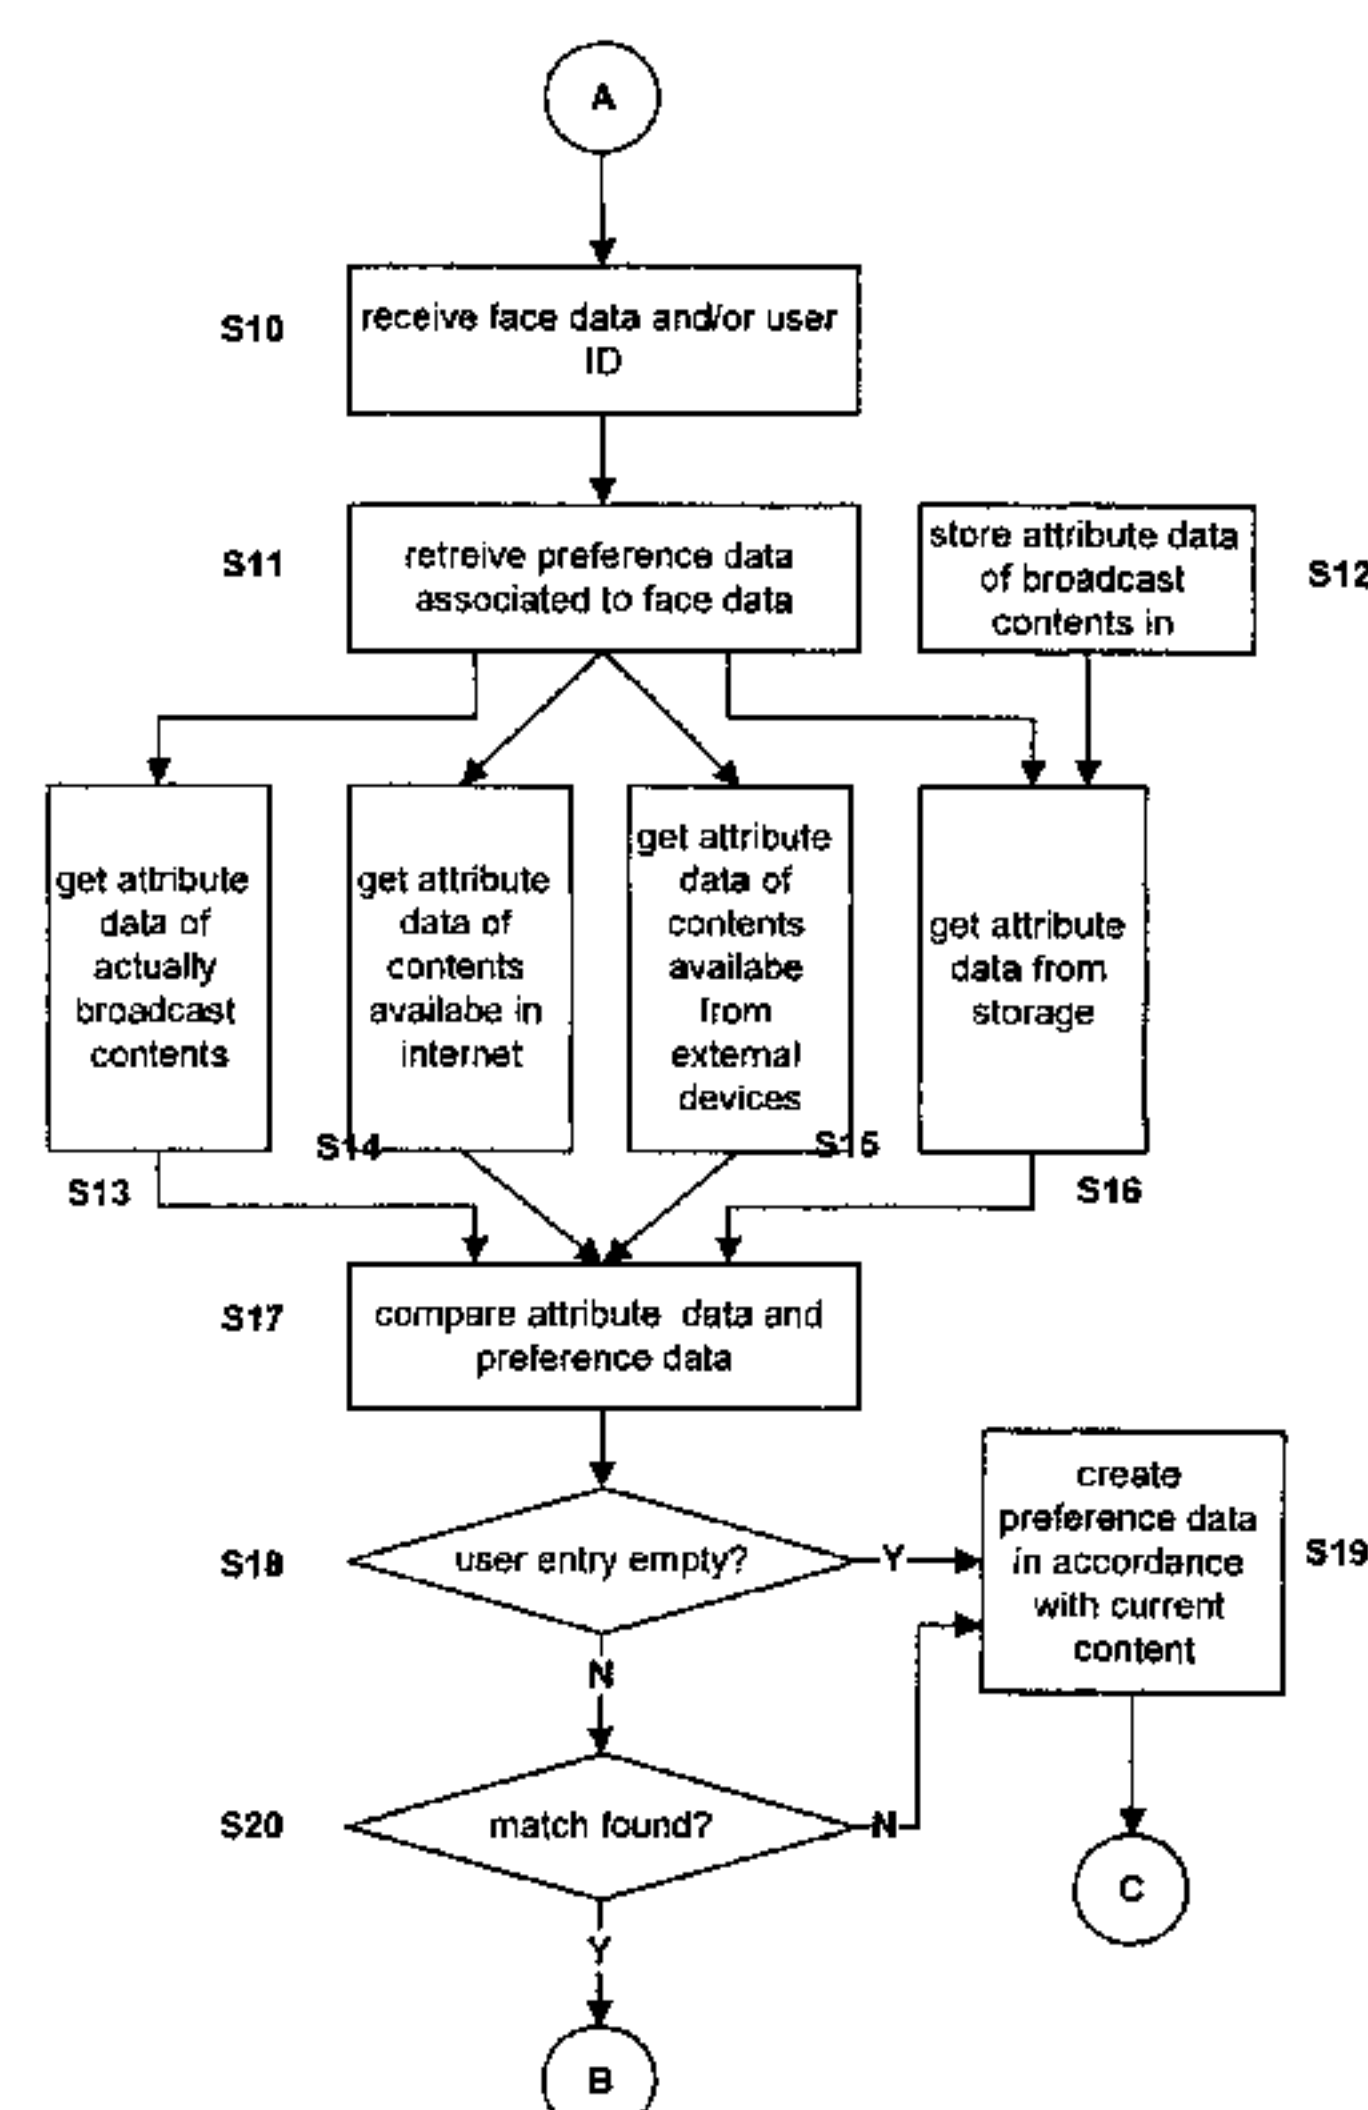 A
S10
receive face data and/or user
ID
S11
retreive preference data
associated to face data
store attribute data
of broadcast
contents in
S12
get attribute
data of
actually
broadcast
contents
S13
get attribute
data of
contents
availabe in
internet
S14
get attribute
data of
contents
availabe
from
external
devices
S15
get attribute
data from
storage
S16
S17
compare attribute data and
preference data
S18
user entry empty?
Y
N
create
preference data
in accordance
with current
content
S19
S20
match found?
N
Y
C
B